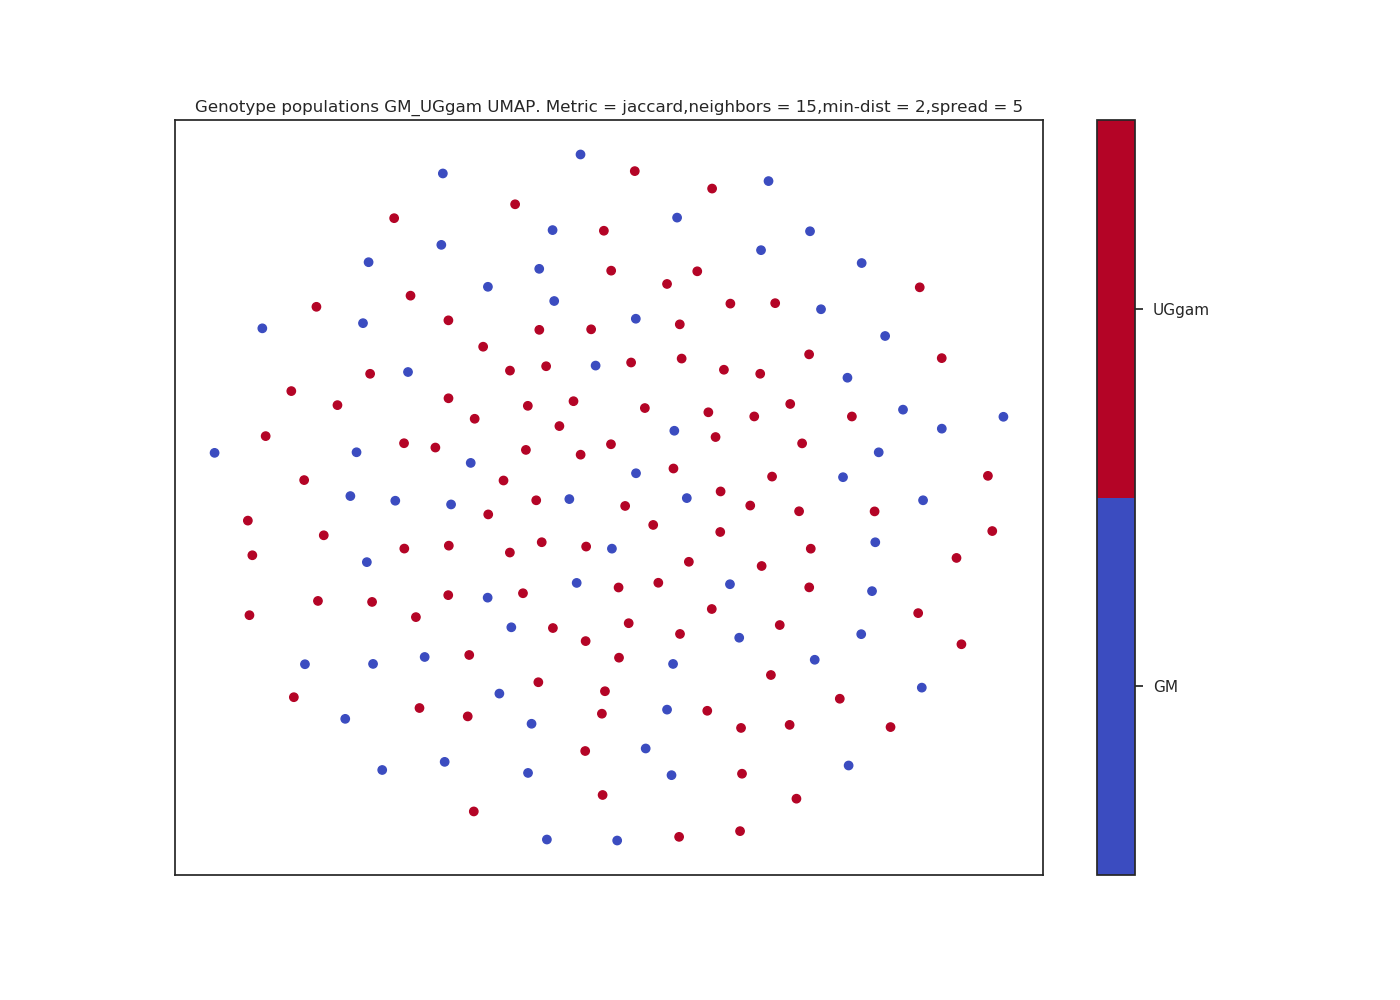 Genotype populations GM_UGgam UMAP. Metric = jaccard,neighbors = 15,min-dist = 2,spread = 5
UGgam
GM